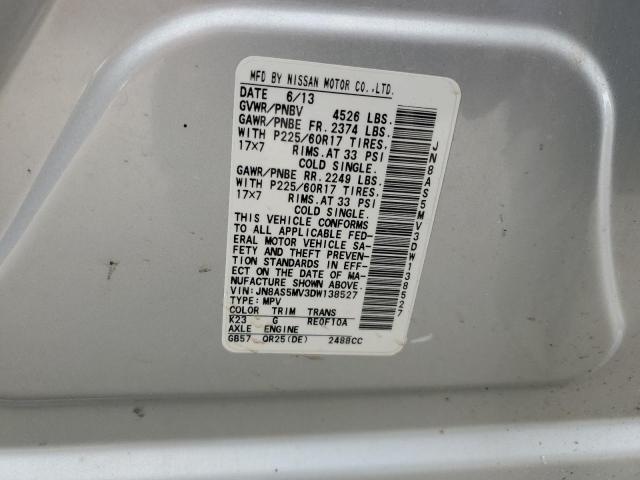 MFD BY NISSAN MOTOR CO.,LTD.
DATE 6/13
GVWR/PNBV 4526 LBS.
GAWR/PNBE FR. 2374 LBS.
WITH P225/60R17 TIRES.
17×7 RIMS.AT 33 PSI
COLD SINGLE.
GAWR/PNBE RR. 2249 LBS.
WITH P225/60R17 TIRES.
17×7 RIMS.AT 33 PSI
COLD SINGLE.
THIS VEHICLE CONFORMS
TO ALL APPLICABLE FED-
ERAL MOTOR VEHICLE SA-
FETY AND THEFT PREVEN-
TION STANDARDS IN EFF-
ECT ON THE DATE OF MA-
NUFACTURE SHOWN ABOVE.
VIN:JN8AS5MV3DW138527
TYPE:MPV
COLOR TRIM TRANS
K23 G RE0F10A
AXLE ENGINE
GB57 QR25(DE) 2488CC
JN8AS5MV3DW138527